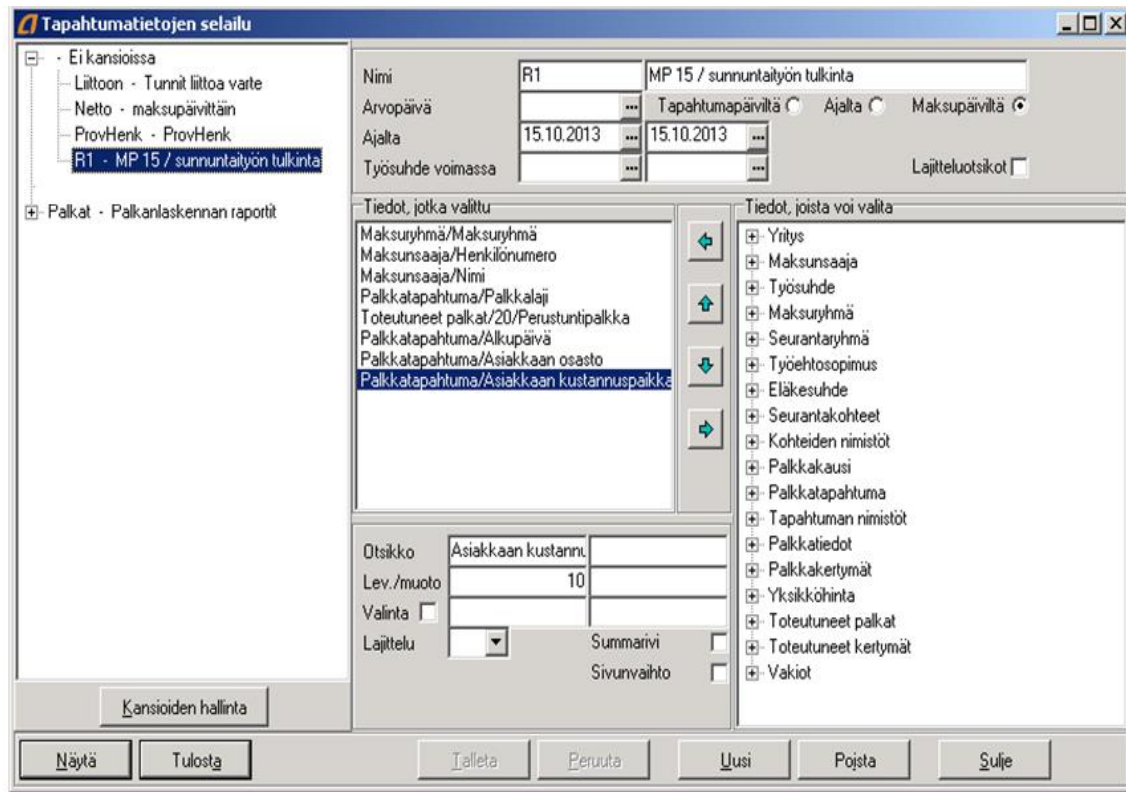 Tapahtumatietojen selailu
- Ei kansioissa
Liittoon - Tunnit liittoa varte
Netto - maksupäivittäin
ProvHenk - ProvHenk
R1 - MP 15 / sunnuntaityön tulkinta
Palkat - Palkanlaskennan raportit
Kansioiden hallinta
Nimi R1 MP 15 / sunnuntaityön tulkinta
Arvopäivä ... Tapahtumapäiviltä Ajalta Maksupäiviltä
Ajalta 15.10.2013 ... 15.10.2013 ...
Työsuhde voimassa ... ... Lajitteluotsikot
Tiedot, jotka valittu
Maksuryhmä/Maksuryhmä
Maksunsaaja/Henkilönumero
Maksunsaaja/Nimi
Palkkatapahtuma/Palkkalaji
Toteutuneet palkat/20/Perustuntipalkka
Palkkatapahtuma/Alkupäivä
Palkkatapahtuma/Asiakkaan osasto
Palkkatapahtuma/Asiakkaan kustannuspaikka
Tiedot, joista voi valita
Yritys
Maksunsaaja
Työsuhde
Maksuryhmä
Seurantaryhmä
Työehtosopimus
Eläkesuhde
Seurantakohteet
Kohteiden nimistöt
Palkkakausi
Palkkatapahtuma
Tapahtuman nimistöt
Palkkatiedot
Palkkakertymät
Yksikköhinta
Toteutuneet palkat
Toteutuneet kertymät
Vakiot
Otsikko Asiakkaan kustannu
Lev./muoto 10
Valinta
Lajittelu Summarivi
Sivunvaihto
Näytä Tulosta Talleta Peruuta Uusi Poista Sulje